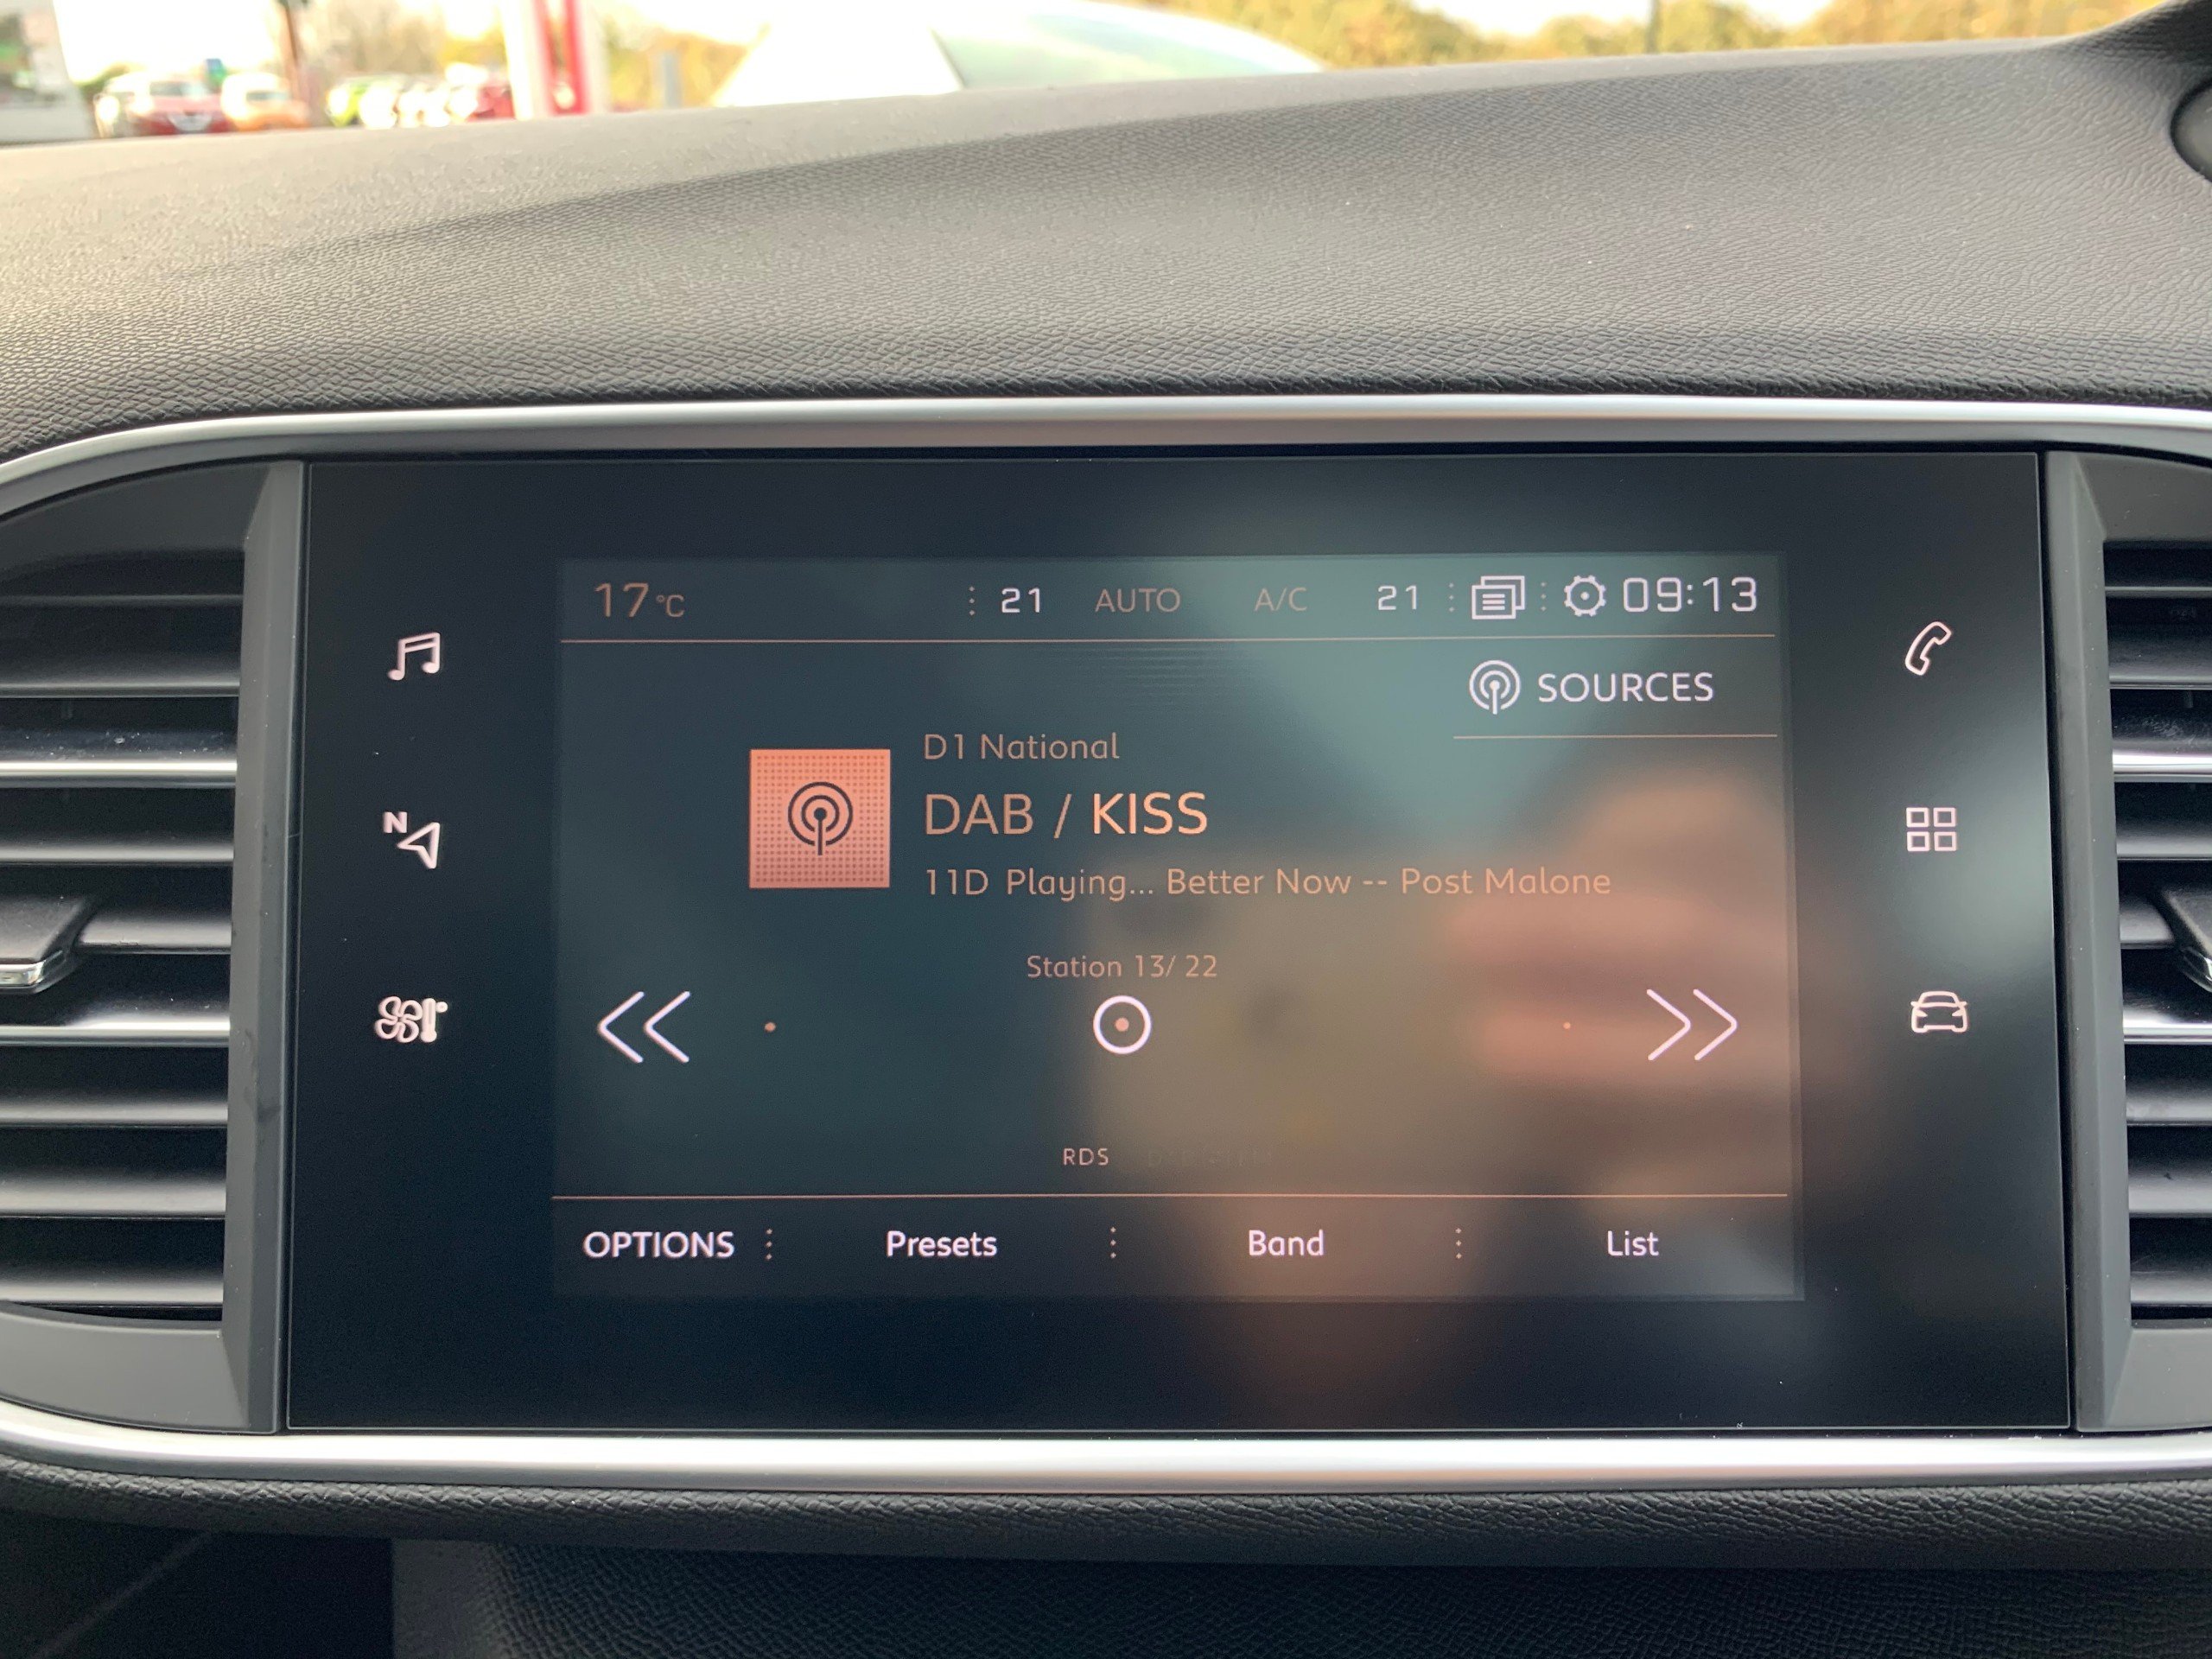 17°C 21 AUTO A/C 21 09:13
SOURCES
D1 National
DAB / KISS
11D Playing... Better Now -- Post Malone
Station 13/ 22
RDS
OPTIONS Presets Band List
N